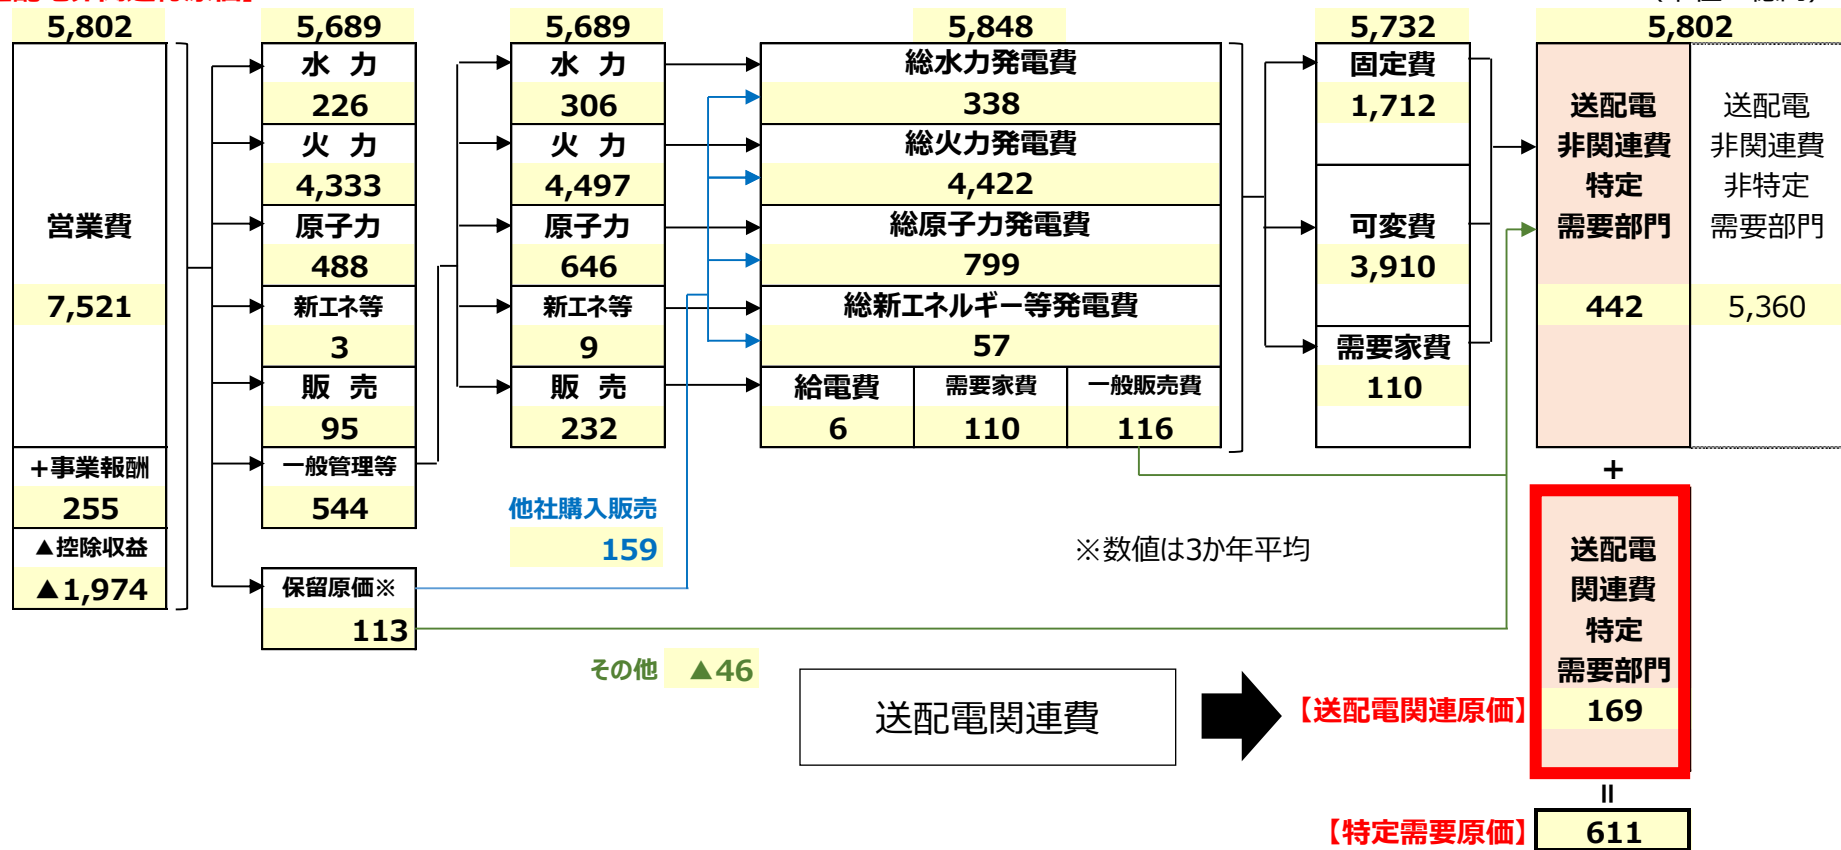 5,802 5,689 5,689 5,848 5,732 5,802
営業費
7,521
+事業報酬
255
▲控除収益
▲1,974
水 力
226
火 力
4,333
原子力
488
新エネ等
3
販 売
95
一般管理等
544
保留原価※
113
水 力
306
火 力
4,497
原子力
646
新エネ等
9
販 売
232
他社購入販売
159
その他 ▲46
総水力発電費
338
総火力発電費
4,422
総原子力発電費
799
総新エネルギー等発電費
57
給電費 需要家費 一般販売費
6 110 116
※数値は3か年平均
固定費
1,712
可変費
3,910
需要家費
110
送配電
非関連費
特定
需要部門
442
送配電
非関連費
非特定
需要部門
5,360
+
送配電
関連費
特定
需要部門
169
送配電関連費
【送配電関連原価】
=
【特定需要原価】
611